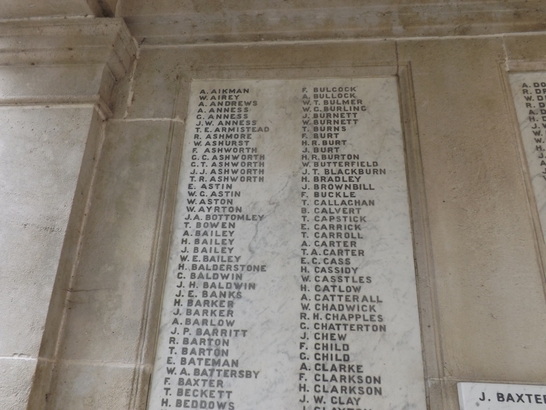 A. AIKMAN
W. AIREY
A. ANDREWS
A. ANNESS
C. ANNESS
J. W. ANNESS
T. E. ARMISTEAD
R. ASHMORE
W. ASHURST
F. ASHWORTH
G. C. ASHWORTH
G. T. ASHWORTH
J. J. ASHWORTH
T. R. ASHWORTH
E. ASTIN
W. G. ASTIN
W. ASTON
W. AYRTON
J. A. BOTTOMLEY
T. BOWEN
A. BAILEY
H. BAILEY
J. BAILEY
W. E. BAILEY
H. BALDERSTONE
C. BALDWIN
J. H. BALDWIN
J. E. BANKS
H. BARKER
J. BARKER
A. BARLOW
J. P. BARRITT
R. BARTON
T. BARTON
E. BATEMAN
W. A. BATTERSBY
F. BAXTER
T. BECKETT
H. BEDDOWS
F. BULCOCK
A. BULLOCK
W. T. BULMER
W. G. BURLING
J. BURNETT
W. BURNETT
T. BURNS
F. BURT
H. R. BURT
J. BURT
H. R. BURTON
W. BUTTERFIELD
J. T. BLACKBURN
H. BRADLEY
J. BROWNBILL
F. BUCKLE
T. CALLAGHAN
B. CALVERT
T. CAPSTICK
E. CARRICK
T. CARROLL
A. CARTER
T. A. CARTER
E. C. CASS
H. CASSIDY
W. CASSTLES
H. CATLOW
A. CATTERALL
W. CHADWICK
R. H. CHAPPLES
G. CHATTERTON
J. CHEW
F. CHILD
G. CHILD
A. CLARKE
F. CLARKSON
H. CLARKSON
J. W. CLAY
J. BAXTER